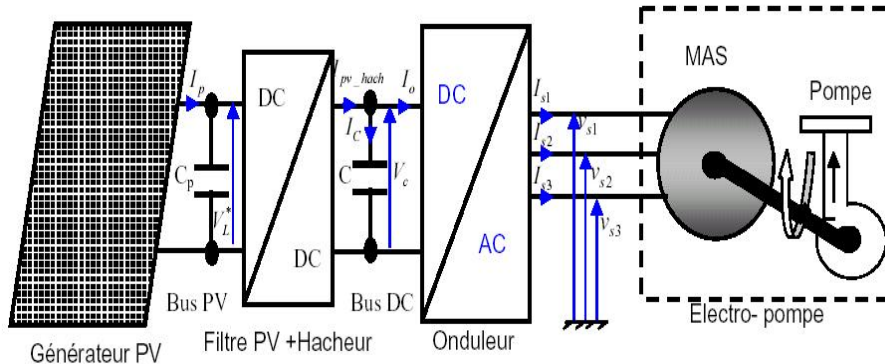 MAS
Pompe
I_p
DC
I_pv_hach
I_o
DC
I_s1
v_s1
I_C
I_s2
C_p
C
V_c
v_s2
I_s3
V_L^*
v_s3
DC
AC
Bus PV
Bus DC
Electro- pompe
Générateur PV
Filtre PV +Hacheur
Onduleur